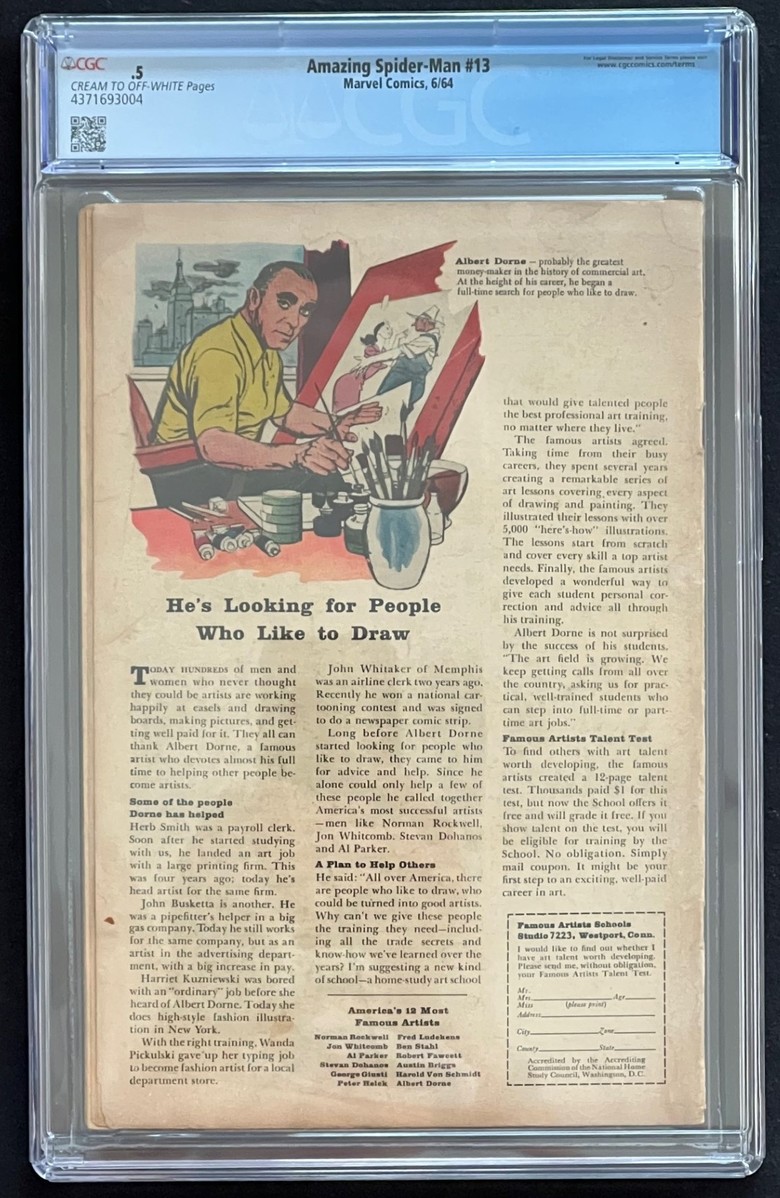 CGC
.5
CREAM TO OFF-WHITE Pages
4371693004
Amazing Spider-Man #13
Marvel Comics, 6/64
For Legal Disclaimer and Service Terms please visit
www.cgccomics.com/terms
CGC
Albert Dorne — probably the greatest
money-maker in the history of commercial art.
At the height of his career, he began a
full-time search for people who like to draw.
He's Looking for People
Who Like to Draw
TODAY HUNDREDS of men and
women who never thought
they could be artists are working
happily at easels and drawing
boards, making pictures, and get-
ting well paid for it. They all can
thank Albert Dorne, a famous
artist who devotes almost his full
time to helping other people be-
come artists.
Some of the people
Dorne has helped
Herb Smith was a payroll clerk.
Soon after he started studying
with us, he landed an art job
with a large printing firm. This
was four years ago; today he's
head artist for the same firm.
John Busketta is another. He
was a pipefitter's helper in a big
gas company. Today he still works
for the same company, but as an
artist in the advertising depart-
ment, with a big increase in pay.
Harriet Kuzniewski was bored
with an "ordinary" job before she
heard of Albert Dorne. Today she
does high-style fashion illustra-
tion in New York.
With the right training, Wanda
Pickulski gave up her typing job
to become fashion artist for a local
department store.
John Whitaker of Memphis
was an airline clerk two years ago.
Recently he won a national car-
tooning contest and was signed
to do a newspaper comic strip.
Long before Albert Dorne
started looking for people who
like to draw, they came to him
for advice and help. Since he
alone could only help a few of
these people he called together
America's most successful artists
—men like Norman Rockwell,
Jon Whitcomb, Stevan Dohanos
and Al Parker.
A Plan to Help Others
He said: "All over America, there
are people who like to draw, who
could be turned into good artists.
Why can't we give these people
the training they need—includ-
ing all the trade secrets and
know-how we've learned over the
years? I'm suggesting a new kind
of school—a home-study art school
America's 12 Most
Famous Artists
Norman Rockwell Fred Ludekens
Jon Whitcomb Ben Stahl
Al Parker Robert Fawcett
Stevan Dohanos Austin Briggs
George Giusti Harold Von Schmidt
Peter Helck Albert Dorne
that would give talented people
the best professional art training,
no matter where they live."
The famous artists agreed.
Taking time from their busy
careers, they spent several years
creating a remarkable series of
art lessons covering every aspect
of drawing and painting. They
illustrated their lessons with over
5,000 "here's-how" illustrations.
The lessons start from scratch
and cover every skill a top artist
needs. Finally, the famous artists
developed a wonderful way to
give each student personal cor-
rection and advice all through
his training.
Albert Dorne is not surprised
by the success of his students.
"The art field is growing. We
keep getting calls from all over
the country, asking us for prac-
tical, well-trained students who
can step into full-time or part-
time art jobs."
Famous Artists Talent Test
To find others with art talent
worth developing, the famous
artists created a 12-page talent
test. Thousands paid $1 for this
test, but now the School offers it
free and will grade it free. If you
show talent on the test, you will
be eligible for training by the
School. No obligation. Simply
mail coupon. It might be your
first step to an exciting, well-paid
career in art.
Famous Artists Schools
Studio 7223, Westport, Conn.
I would like to find out whether I
have art talent worth developing.
Please send me, without obligation,
your Famous Artists Talent Test.
Mr.
Mrs. Age
Miss (please print)
Address
City Zone
County State
Accredited by the Accrediting
Commission of the National Home
Study Council, Washington, D.C.